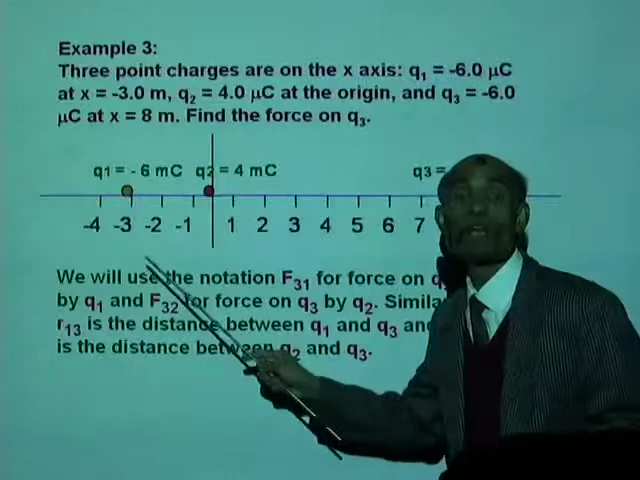 Example 3:
Three point charges are on the x axis: q₁ = -6.0 µC
at x = -3.0 m, q₂ = 4.0 µC at the origin, and q₃ = -6.0
µC at x = 8 m. Find the force on q₃.
q1 = - 6 mC q2 = 4 mC q3 =
-4 -3 -2 -1 1 2 3 4 5 6 7
We will use the notation F₃₁ for force on
by q₁ and F₃₂ for force on q₃ by q₂.
r₁₃ is the distance between q₁ and q₃
is the distance between q₂ and q₃.